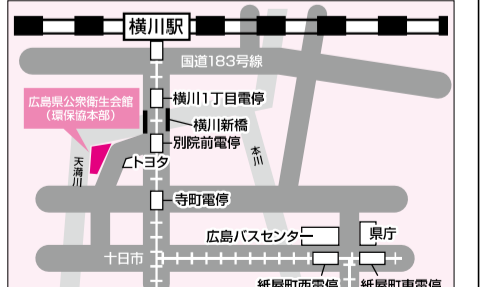 横川駅
国道183号線
広島県公衆衛生会館
(環保協本部)
横川1丁目電停
横川新橋
別院前電停
天満川
トヨタ
本川
寺町電停
広島バスセンター
県庁
十日市
紙屋町西電停
紙屋町東電停